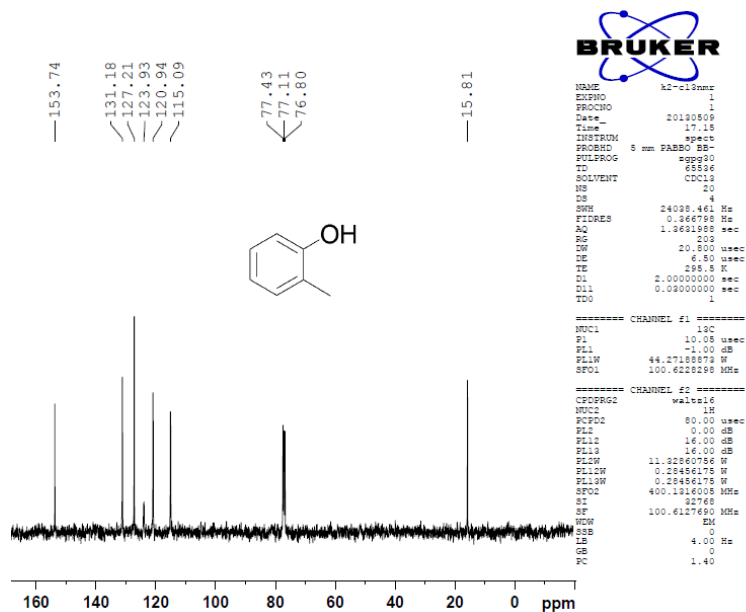 153.74
131.18
127.21
123.93
120.94
115.09
77.43
77.11
76.80
15.81
OH
160 140 120 100 80 60 40 20 0 ppm
BRUKER
NAME k2-c13nmr
EXPNO 1
PROCNO 1
Date_ 20130509
Time 17.15
INSTRUM spect
PROBHD 5 mm PABBO BB-
PULPROG zgpg30
TD 65536
SOLVENT CDCl3
NS 20
DS 4
SWH 24038.461 Hz
FIDRES 0.366798 Hz
AQ 1.3631988 sec
RG 203
DW 20.800 usec
DE 6.50 usec
TE 295.5 K
D1 2.00000000 sec
D11 0.03000000 sec
TD0 1
======== CHANNEL f1 ========
NUC1 13C
P1 10.05 usec
PL1 -1.00 dB
PL1W 44.27188873 W
SFO1 100.6228298 MHz
======== CHANNEL f2 ========
CPDPRG2 waltz16
NUC2 1H
PCPD2 80.00 usec
PL2 0.00 dB
PL12 16.00 dB
PL13 16.00 dB
PL2W 11.32860756 W
PL12W 0.28456175 W
PL13W 0.28456175 W
SFO2 400.1316005 MHz
SI 32768
SF 100.6127690 MHz
WDW EM
SSB 0
LB 4.00 Hz
GB 0
PC 1.40